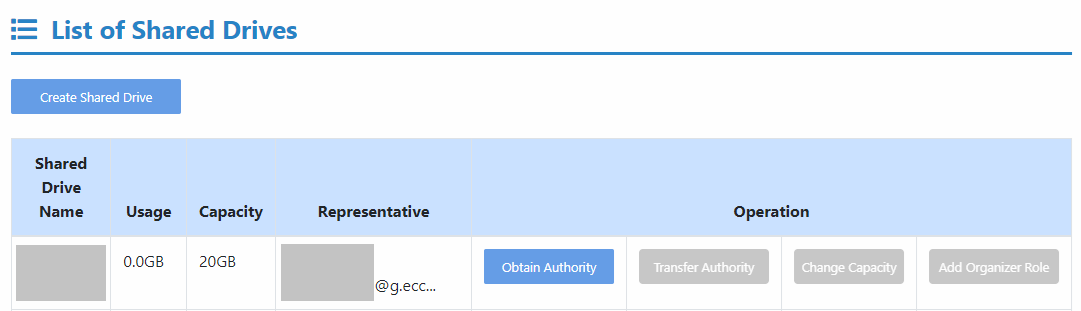 List of Shared Drives
Create Shared Drive
Shared
Drive
Name Usage Capacity Representative Operation
0.0GB 20GB @g.ecc... Obtain Authority Transfer Authority Change Capacity Add Organizer Role